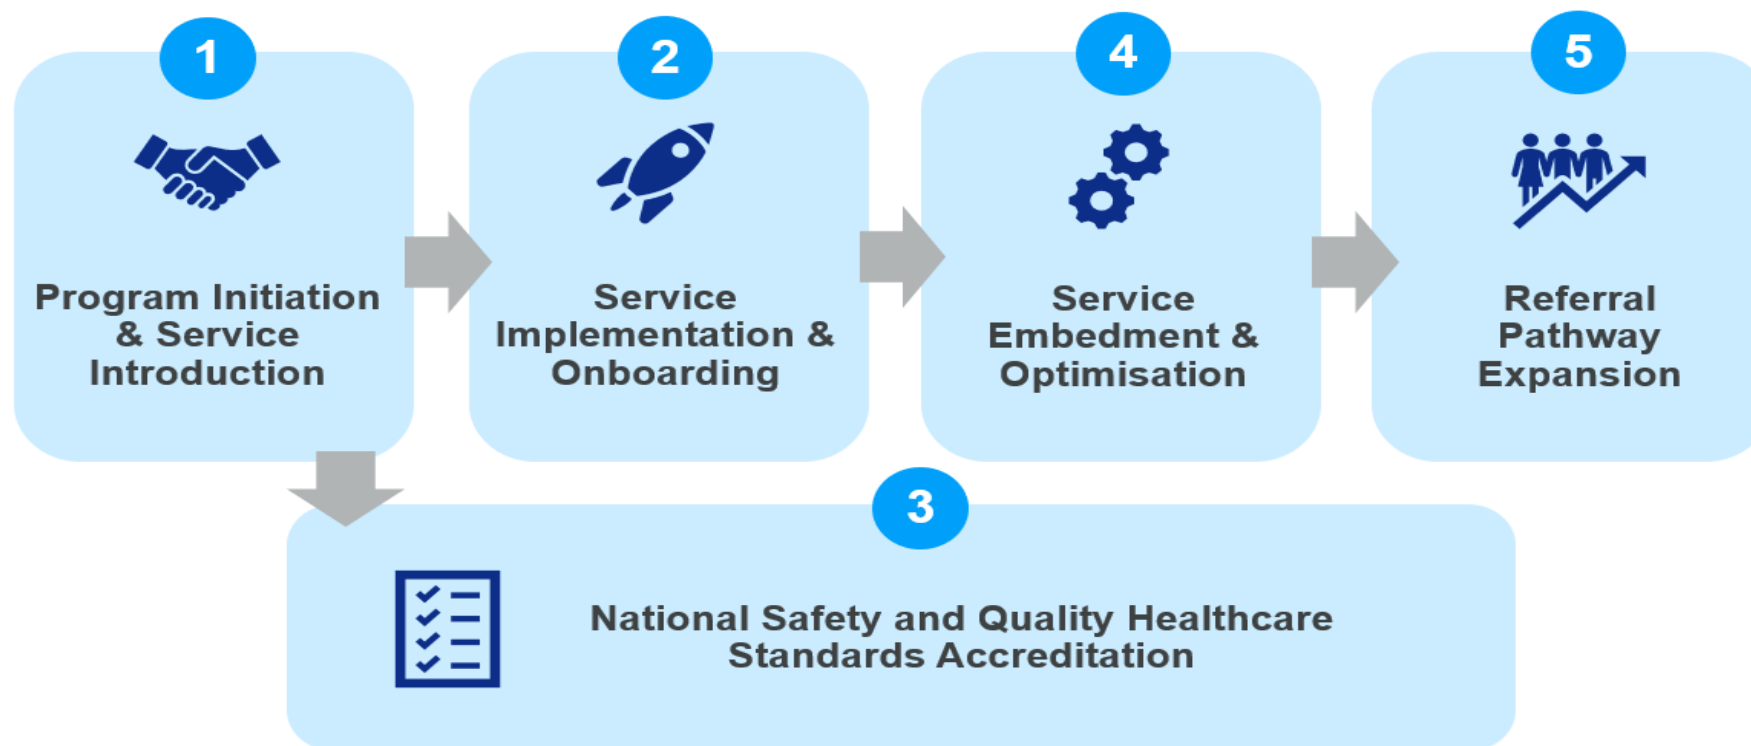 1
Program Initiation
& Service
Introduction
2
Service
Implementation &
Onboarding
4
Service
Embedment &
Optimisation
5
Referral
Pathway
Expansion
3
National Safety and Quality Healthcare
Standards Accreditation